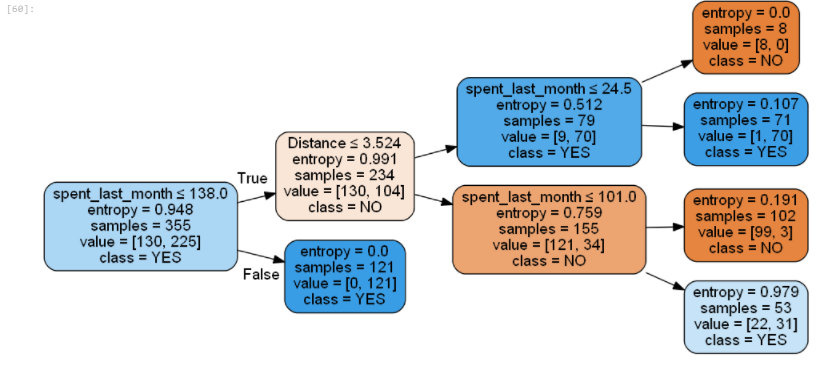 [60]:
entropy = 0.0
samples = 8
value = [8, 0]
class = NO
spent_last_month ≤ 24.5
entropy = 0.512
samples = 79
value = [9, 70]
class = YES
entropy = 0.107
samples = 71
value = [1, 70]
class = YES
Distance ≤ 3.524
entropy = 0.991
samples = 234
value = [130, 104]
class = NO
True
spent_last_month ≤ 138.0
entropy = 0.948
samples = 355
value = [130, 225]
class = YES
spent_last_month ≤ 101.0
entropy = 0.759
samples = 155
value = [121, 34]
class = NO
entropy = 0.191
samples = 102
value = [99, 3]
class = NO
False
entropy = 0.0
samples = 121
value = [0, 121]
class = YES
entropy = 0.979
samples = 53
value = [22, 31]
class = YES